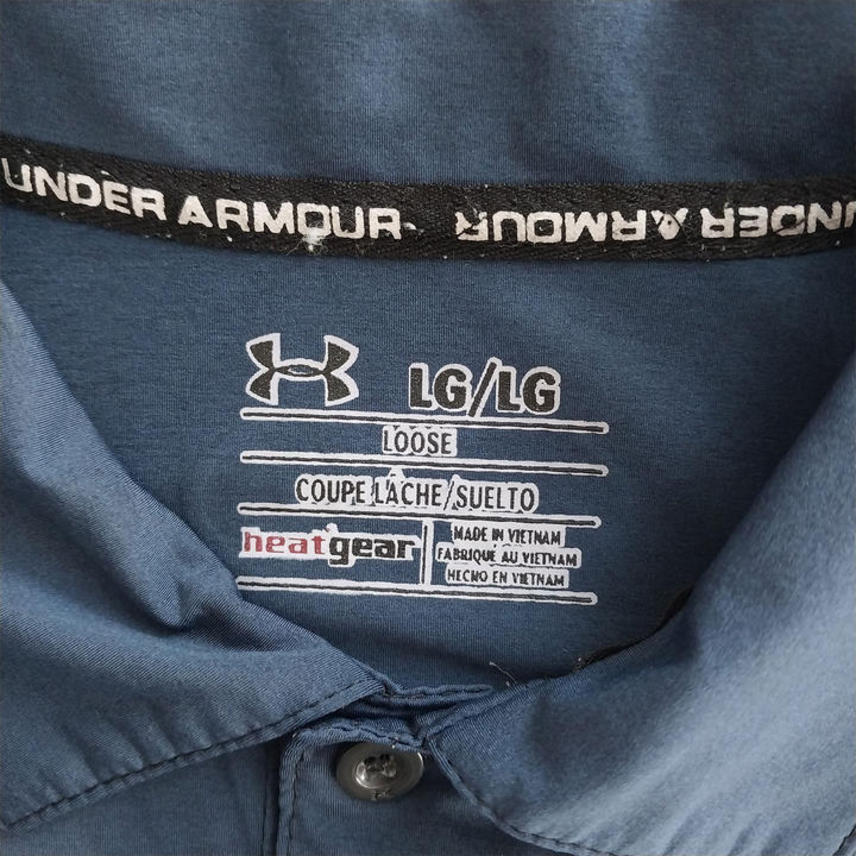 UNDER ARMOUR UNDER ARMOUR
LG/LG
LOOSE
COUPE LÂCHE/SUELTO
heatgear
MADE IN VIETNAM
FABRIQUÉ AU VIETNAM
HECHO EN VIETNAM